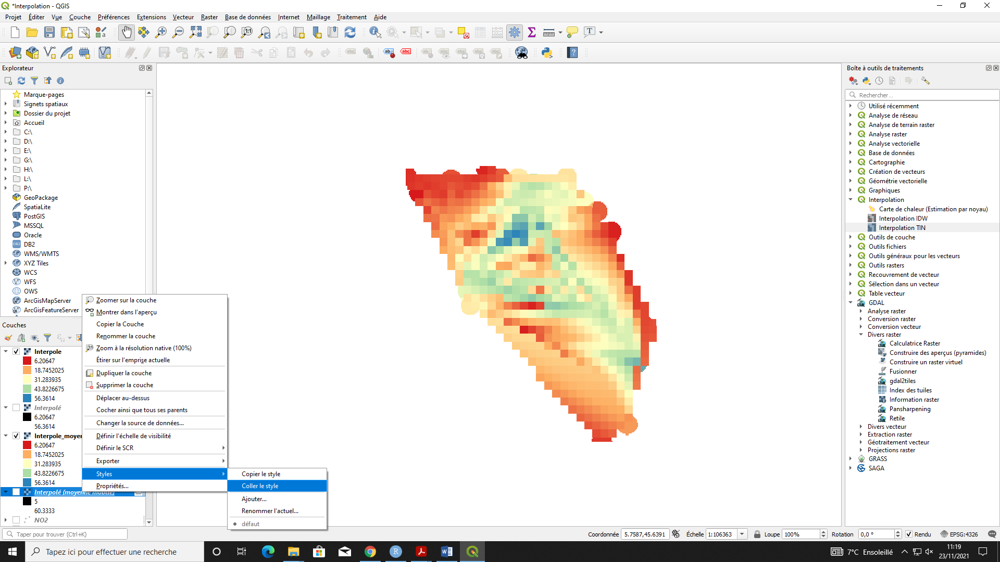 *Interpolation - QGIS
Projet Éditer Vue Couche Préférences Extensions Vecteur Raster Base de données Internet Maillage Traitement Aide
Explorateur
Marque-pages
Signets spatiaux
Dossier du projet
Accueil
C:\
D:\
E:\
G:\
H:\
L:\
P:\
GeoPackage
SpatiaLite
PostGIS
MSSQL
Oracle
DB2
WMS/WMTS
XYZ Tiles
WCS
WFS
OWS
ArcGisMapServer
ArcGisFeatureServer
Couches
Interpole
6.20647
18.7452025
31.283935
43.8226675
56.3614
Interpolé
6.20647
56.3614
Interpole_moyen
6.20647
18.7452025
31.283935
43.8226675
56.3614
Interpolé (moyenne mobile)
5
60.3333
NO2
Zoomer sur la couche
Montrer dans l'aperçu
Copier la Couche
Renommer la couche
Zoom à la résolution native (100%)
Étirer sur l'emprise actuelle
Dupliquer la couche
Supprimer la couche
Déplacer au-dessus
Cocher ainsi que tous ses parents
Changer la source de données...
Définir l'échelle de visibilité
Définir le SCR
Exporter
Styles
Propriétés...
Copier le style
Coller le style
Ajouter...
Renommer l'actuel...
défaut
Boîte à outils de traitements
Rechercher...
Utilisé récemment
Analyse de réseau
Analyse de terrain raster
Analyse raster
Analyse vectorielle
Base de données
Cartographie
Création de vecteurs
Géométrie vectorielle
Graphiques
Interpolation
Carte de chaleur (Estimation par noyau)
Interpolation IDW
Interpolation TIN
Outils de couche
Outils fichiers
Outils généraux pour les vecteurs
Outils rasters
Recouvrement de vecteur
Sélection dans un vecteur
Table vecteur
GDAL
Analyse raster
Conversion raster
Conversion vecteur
Divers raster
Calculatrice Raster
Construire des aperçus (pyramides)
Construire un raster virtuel
Fusionner
gdal2tiles
Index des tuiles
Information raster
Pansharpening
Retile
Divers vecteur
Extraction raster
Géotraitement vecteur
Projections raster
GRASS
SAGA
Taper pour trouver (Ctrl+K)
Coordonnée 5.7587,45.6391 Échelle 1:106363 Loupe 100% Rotation 0,0 ° Rendu EPSG:4326
Tapez ici pour effectuer une recherche
7°C Ensoleillé
11:19
23/11/2021